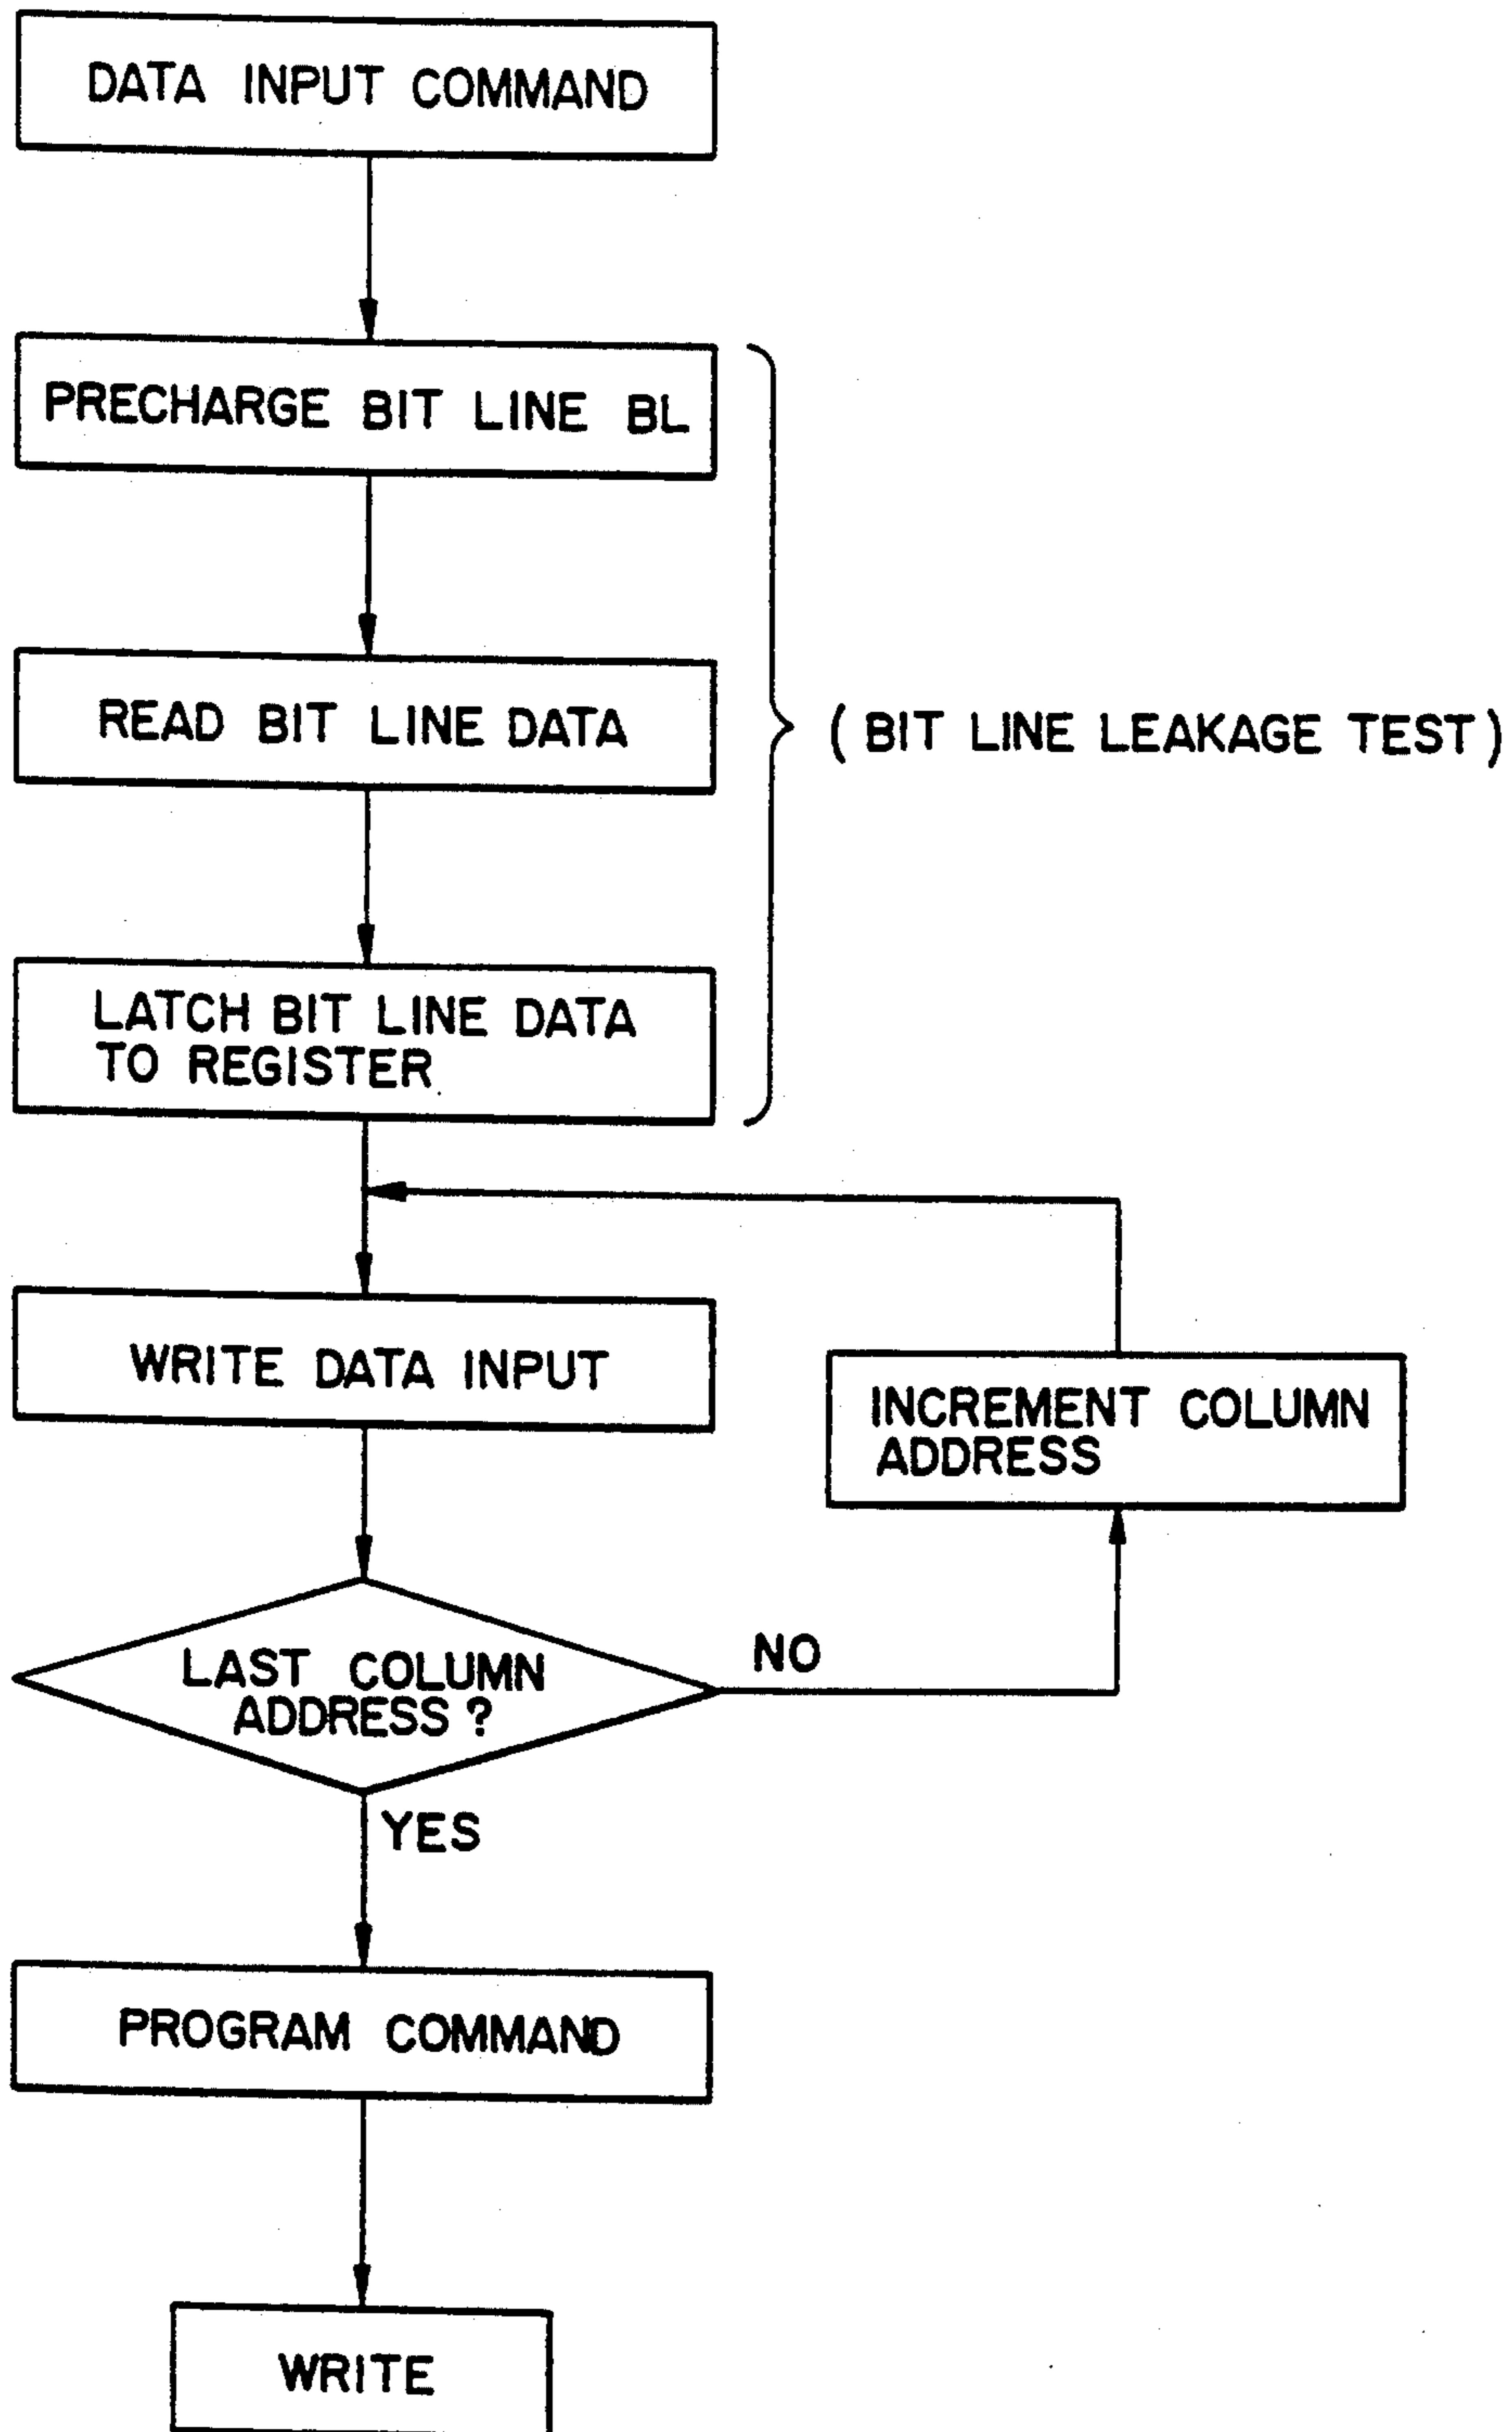 DATA INPUT COMMAND
PRECHARGE BIT LINE BL
READ BIT LINE DATA
(BIT LINE LEAKAGE TEST)
LATCH BIT LINE DATA
TO REGISTER
WRITE DATA INPUT
INCREMENT COLUMN
ADDRESS
LAST COLUMN
ADDRESS?
NO
YES
PROGRAM COMMAND
WRITE